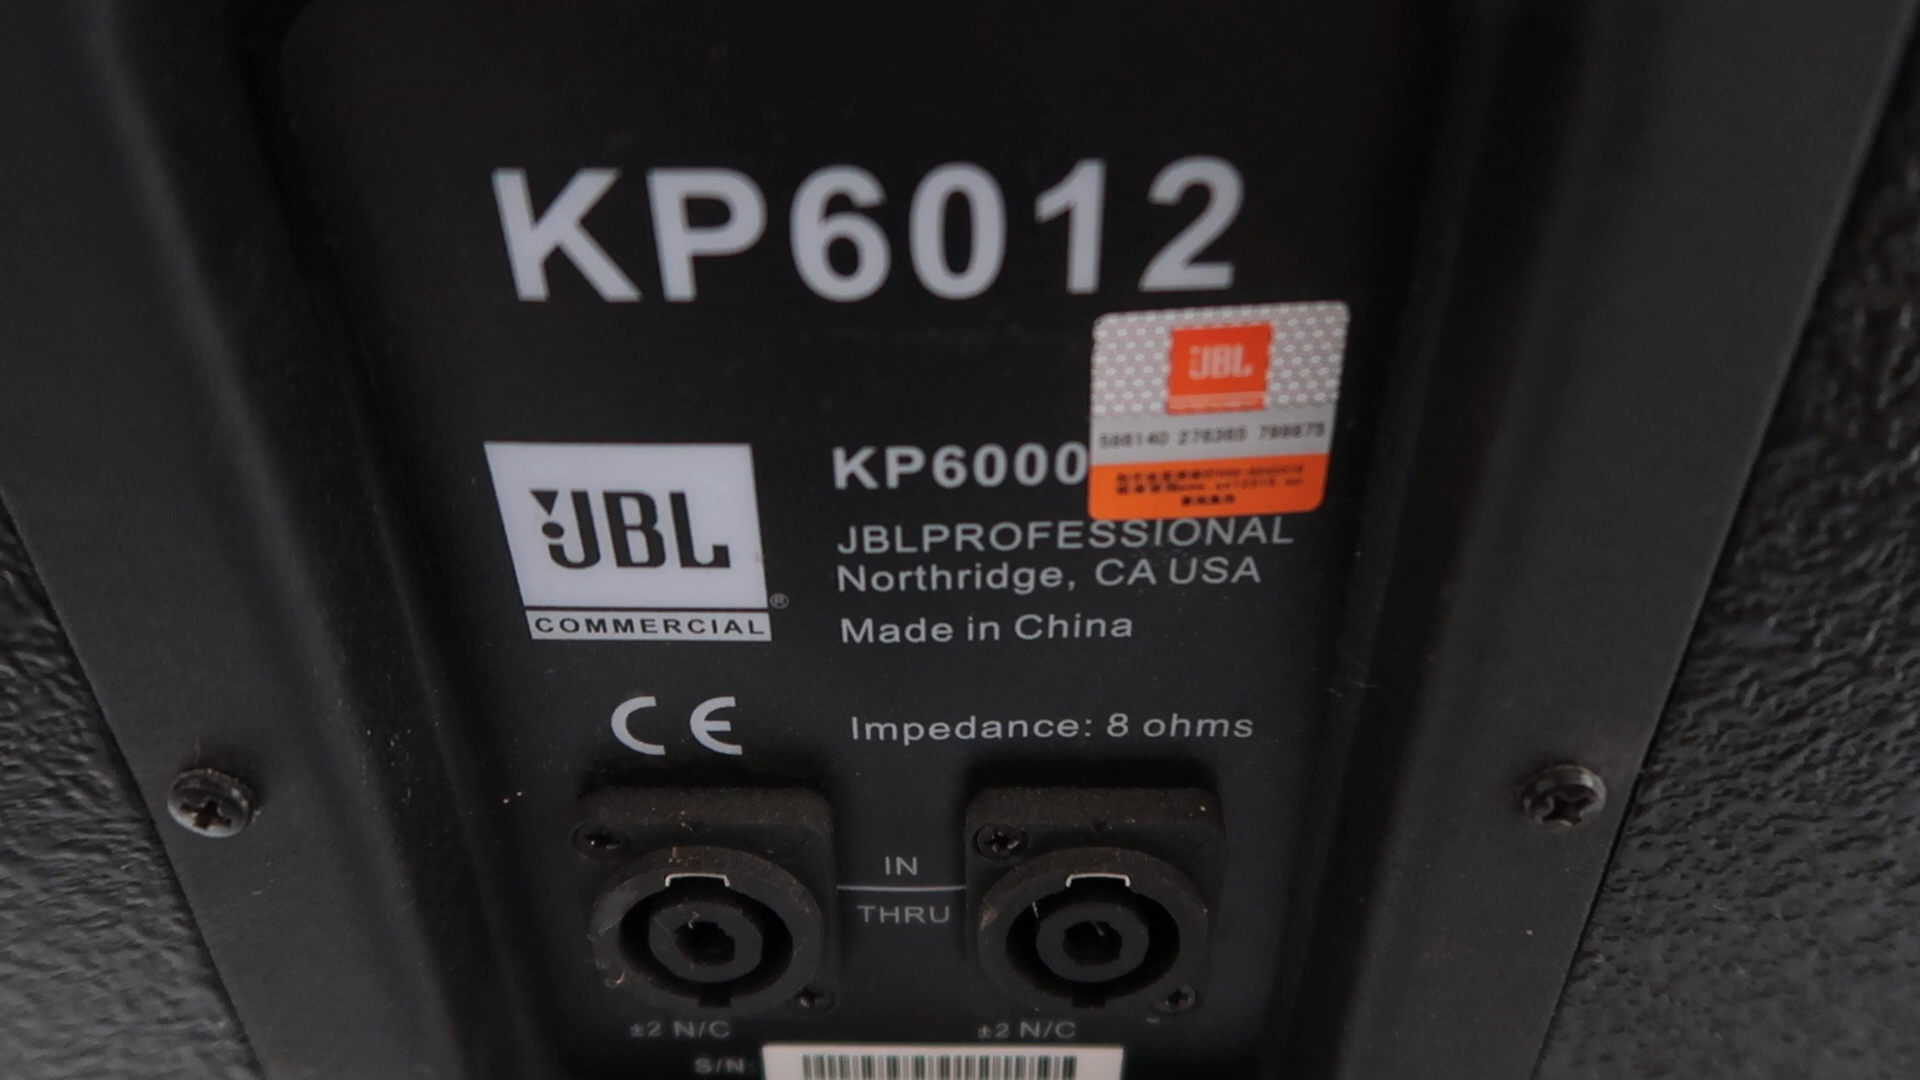 KP6012
JBL
KP6000
JBL
JBLPROFESSIONAL
Northridge, CA USA
®
COMMERCIAL
Made in China
CE
Impedance: 8 ohms
IN
THRU
±2 N/C
±2 N/C
S/N